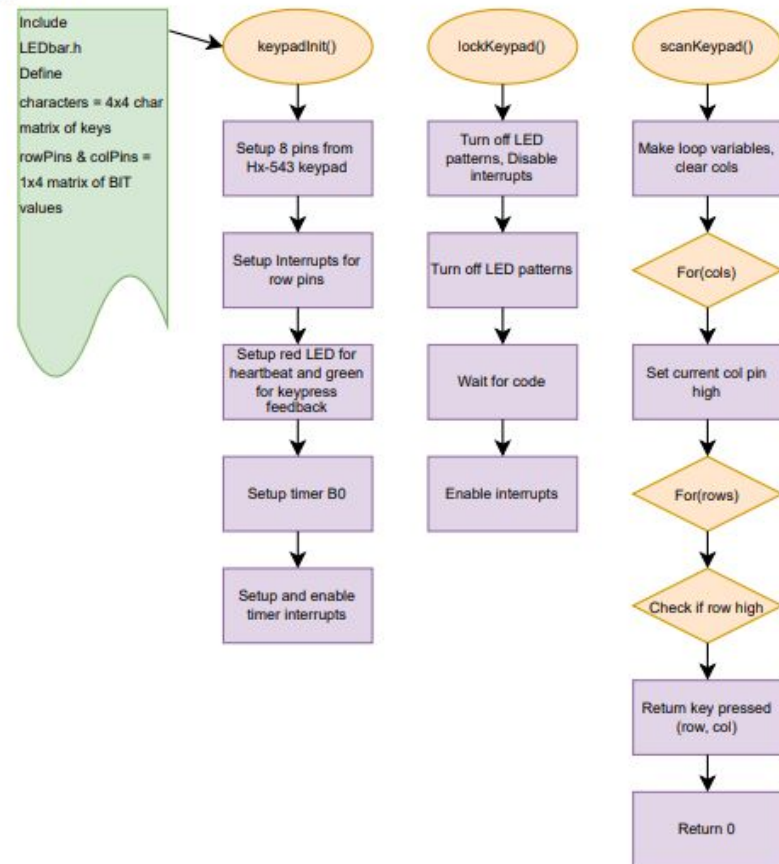 Include
LEDbar.h
Define
characters = 4x4 char
matrix of keys
rowPins & colPins =
1x4 matrix of BIT
values
keypadInit()
Setup 8 pins from
Hx-543 keypad
Setup Interrupts for
row pins
Setup red LED for
heartbeat and green
for keypress
feedback
Setup timer B0
Setup and enable
timer interrupts
lockKeypad()
Turn off LED
patterns, Disable
interrupts
Turn off LED patterns
Wait for code
Enable interrupts
scanKeypad()
Make loop variables,
clear cols
For(cols)
Set current col pin
high
For(rows)
Check if row high
Return key pressed
(row, col)
Return 0